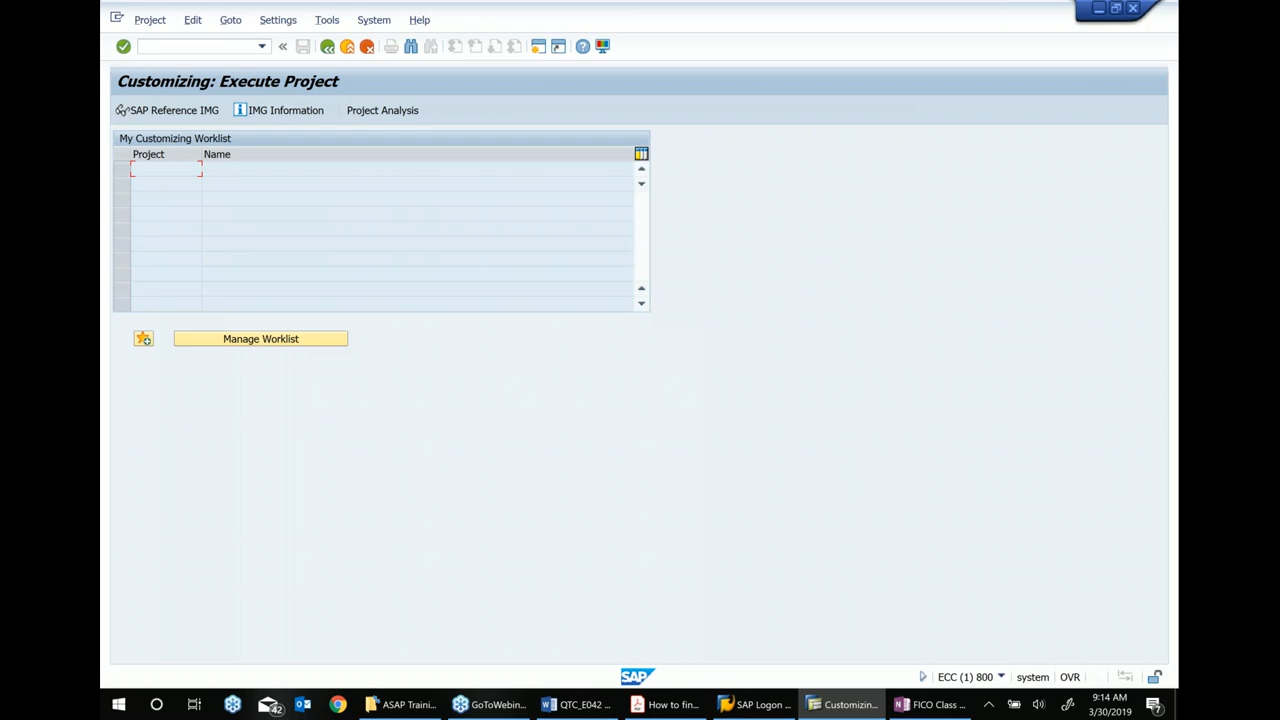 Project Edit Goto Settings Tools System Help
Customizing: Execute Project
SAP Reference IMG IMG Information Project Analysis
My Customizing Worklist
Project Name
Manage Worklist
SAP
ECC (1) 800 system OVR
42 ASAP Traini... GoToWebin... QTC_E042 ... How to fin... SAP Logon ... Customizin... FICO Class ... 9:14 AM
3/30/2019 7